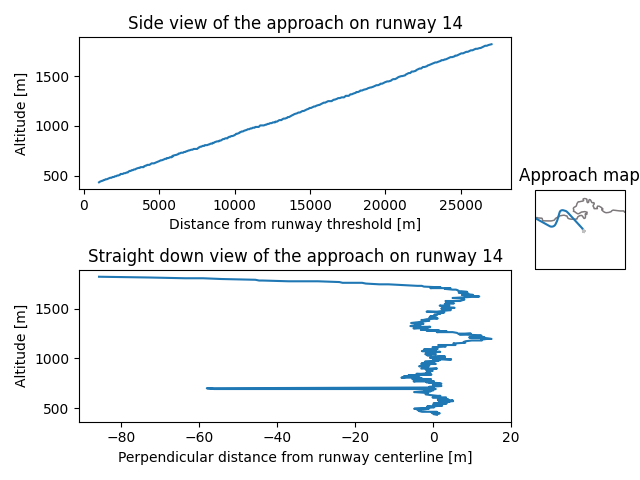 Side view of the approach on runway 14
Altitude [m]
1500
1000
500
0 5000 10000 15000 20000 25000
Distance from runway threshold [m]
Approach map
Straight down view of the approach on runway 14
Altitude [m]
1500
1000
500
−80 −60 −40 −20 0 20
Perpendicular distance from runway centerline [m]